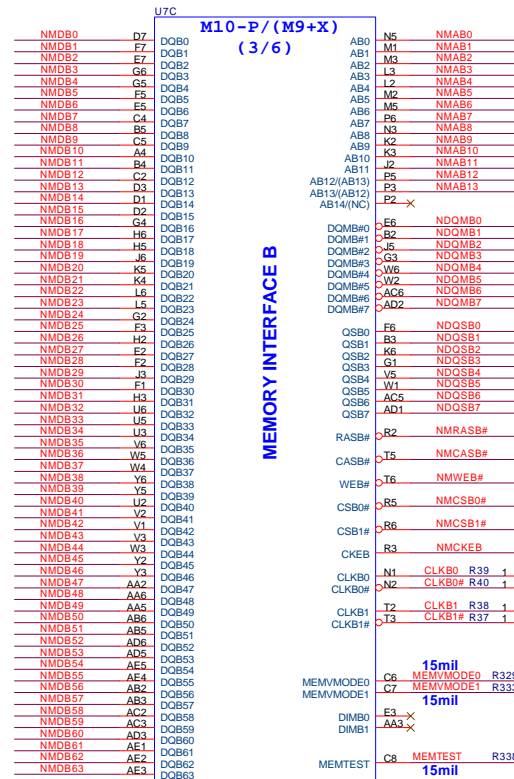 U7C
M10-P/(M9+X)
(3/6)
MEMORY INTERFACE B
NMDB0 D7 DQB0
NMDB1 F7 DQB1
NMDB2 E7 DQB2
NMDB3 G6 DQB3
NMDB4 G5 DQB4
NMDB5 F5 DQB5
NMDB6 E5 DQB6
NMDB7 C4 DQB7
NMDB8 B5 DQB8
NMDB9 C5 DQB9
NMDB10 A4 DQB10
NMDB11 B4 DQB11
NMDB12 C2 DQB12
NMDB13 D3 DQB13
NMDB14 D1 DQB14
NMDB15 D2 DQB15
NMDB16 G4 DQB16
NMDB17 H6 DQB17
NMDB18 H5 DQB18
NMDB19 J6 DQB19
NMDB20 K5 DQB20
NMDB21 K4 DQB21
NMDB22 L6 DQB22
NMDB23 L5 DQB23
NMDB24 G2 DQB24
NMDB25 F3 DQB25
NMDB26 H2 DQB26
NMDB27 E2 DQB27
NMDB28 F2 DQB28
NMDB29 J3 DQB29
NMDB30 F1 DQB30
NMDB31 H3 DQB31
NMDB32 U6 DQB32
NMDB33 U5 DQB33
NMDB34 U3 DQB34
NMDB35 V6 DQB35
NMDB36 W5 DQB36
NMDB37 W4 DQB37
NMDB38 Y6 DQB38
NMDB39 Y5 DQB39
NMDB40 U2 DQB40
NMDB41 V2 DQB41
NMDB42 V1 DQB42
NMDB43 V3 DQB43
NMDB44 W3 DQB44
NMDB45 Y2 DQB45
NMDB46 Y3 DQB46
NMDB47 AA2 DQB47
NMDB48 AA6 DQB48
NMDB49 AA5 DQB49
NMDB50 AB6 DQB50
NMDB51 AB5 DQB51
NMDB52 AD6 DQB52
NMDB53 AD5 DQB53
NMDB54 AE5 DQB54
NMDB55 AE4 DQB55
NMDB56 AB2 DQB56
NMDB57 AB3 DQB57
NMDB58 AC2 DQB58
NMDB59 AC3 DQB59
NMDB60 AD3 DQB60
NMDB61 AE1 DQB61
NMDB62 AE2 DQB62
NMDB63 AE3 DQB63
AB0 N5 NMAB0
AB1 M1 NMAB1
AB2 M3 NMAB2
AB3 L3 NMAB3
AB4 L2 NMAB4
AB5 M2 NMAB5
AB6 M5 NMAB6
AB7 P6 NMAB7
AB8 N3 NMAB8
AB9 K2 NMAB9
AB10 K3 NMAB10
AB11 J2 NMAB11
AB12/(AB13) P5 NMAB12
AB13/(AB12) P3 NMAB13
AB14/(NC) P2
DQMB#0 E6 NDQMB0
DQMB#1 B2 NDQMB1
DQMB#2 J5 NDQMB2
DQMB#3 G3 NDQMB3
DQMB#4 W6 NDQMB4
DQMB#5 W2 NDQMB5
DQMB#6 AC6 NDQMB6
DQMB#7 AD2 NDQMB7
QSB0 F6 NDQSB0
QSB1 B3 NDQSB1
QSB2 K6 NDQSB2
QSB3 G1 NDQSB3
QSB4 V5 NDQSB4
QSB5 W1 NDQSB5
QSB6 AC5 NDQSB6
QSB7 AD1 NDQSB7
RASB# R2 NMRASB#
CASB# T5 NMCASB#
WEB# T6 NMWEB#
CSB0# R5 NMCSB0#
CSB1# R6 NMCSB1#
CKEB R3 NMCKEB
CLKB0 N1 CLKB0 R39 1
CLKB0# N2 CLKB0# R40 1
CLKB1 T2 CLKB1 R38 1
CLKB1# T3 CLKB1# R37 1
15mil
MEMVMODE0 C6 MEMVMODE0 R329
MEMVMODE1 C7 MEMVMODE1 R333
15mil
DIMB0 E3
DIMB1 AA3
MEMTEST C8 MEMTEST R338
15mil